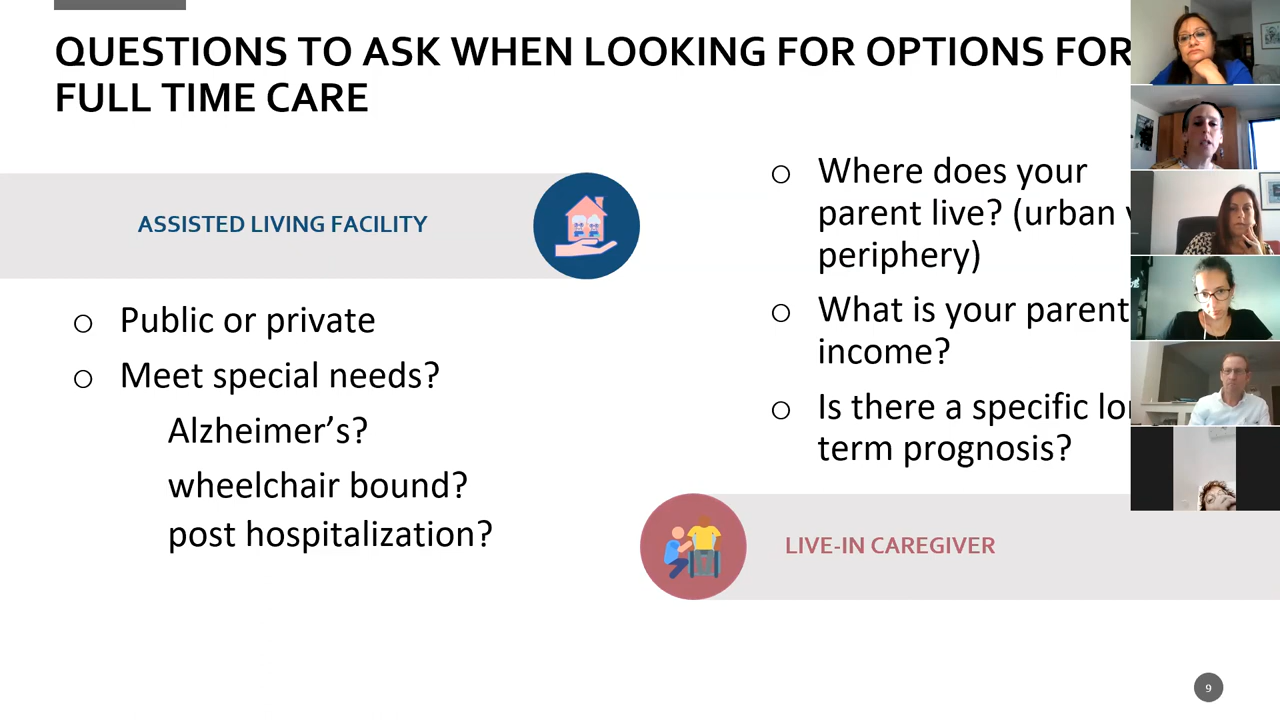 QUESTIONS TO ASK WHEN LOOKING FOR OPTIONS FOR
FULL TIME CARE
ASSISTED LIVING FACILITY
o Public or private
o Meet special needs?
Alzheimer’s?
wheelchair bound?
post hospitalization?
o Where does your
parent live? (urban
periphery)
o What is your parent
income?
o Is there a specific
term prognosis?
LIVE-IN CAREGIVER
9